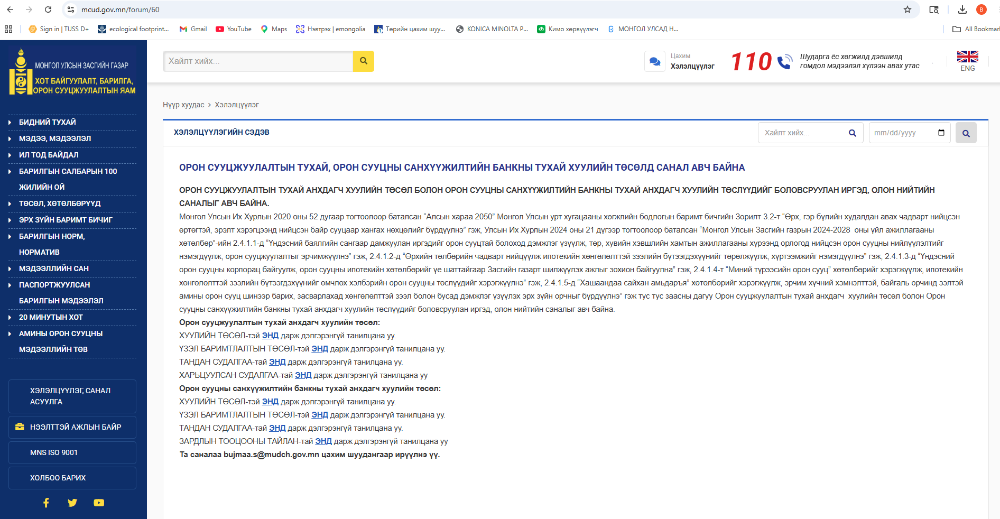 mcud.gov.mn/forum/60
B
Sign in | TUSS D+
ecological footprint...
Gmail
YouTube
Maps
Нэвтрэх | emongolia
Төрийн цахим шуу...
KONICA MINOLTA P...
Кимо хөрвүүлэгч
МОНГОЛ УЛСАД Н...
All Bookmar
МОНГОЛ УЛСЫН ЗАСГИЙН ГАЗАР
ХОТ БАЙГУУЛАЛТ, БАРИЛГА,
ОРОН СУУЦЖУУЛАЛТЫН ЯАМ
БИДНИЙ ТУХАЙ
МЭДЭЭ, МЭДЭЭЛЭЛ
ИЛ ТОД БАЙДАЛ
БАРИЛГЫН САЛБАРЫН 100
ЖИЛИЙН ОЙ
ТӨСӨЛ, ХӨТӨЛБӨРҮҮД
ЭРХ ЗҮЙН БАРИМТ БИЧИГ
БАРИЛГЫН НОРМ,
НОРМАТИВ
МЭДЭЭЛЛИЙН САН
ПАСПОРТЖУУЛСАН
БАРИЛГЫН МЭДЭЭЛЭЛ
20 МИНУТЫН ХОТ
АМИНЫ ОРОН СУУЦНЫ
МЭДЭЭЛЛИЙН ТӨВ
ХЭЛЭЛЦҮҮЛЭГ, САНАЛ
АСУУЛГА
НЭЭЛТТЭЙ АЖЛЫН БАЙР
MNS ISO 9001
ХОЛБОО БАРИХ
Хайлт хийх...
Цахим
Хэлэлцүүлэг
110
Шударга ёс хөгжилд дэвшилд
гомдол мэдээлэл хүлээн авах утас
ENG
Нүүр хуудас > Хэлэлцүүлэг
ХЭЛЭЛЦҮҮЛЭГИЙН СЭДЭВ
Хайлт хийх...
mm/dd/yyyy
ОРОН СУУЦЖУУЛАЛТЫН ТУХАЙ, ОРОН СУУЦНЫ САНХҮҮЖИЛТИЙН БАНКНЫ ТУХАЙ ХУУЛИЙН ТӨСӨЛД САНАЛ АВЧ БАЙНА
ОРОН СУУЦЖУУЛАЛТЫН ТУХАЙ АНХДАГЧ ХУУЛИЙН ТӨСӨЛ БОЛОН ОРОН СУУЦНЫ САНХҮҮЖИЛТИЙН БАНКНЫ ТУХАЙ АНХДАГЧ ХУУЛИЙН ТӨСЛҮҮДИЙГ БОЛОВСРУУЛАН ИРГЭД, ОЛОН НИЙТИЙН
САНАЛЫГ АВЧ БАЙНА.
Монгол Улсын Их Хурлын 2020 оны 52 дугаар тогтоолоор баталсан “Алсын хараа 2050” Монгол Улсын урт хугацааны хөгжлийн бодлогын баримт бичгийн Зорилт 3.2-т “Өрх, гэр бүлийн худалдан авах чадварт нийцсэн
өртөгтэй, эрэлт хэрэгцээнд нийцсэн байр сууцаар хангах нөхцөлийг бүрдүүлнэ” гэж, Улсын Их Хурлын 2024 оны 21 дүгээр тогтоолоор баталсан “Монгол Улсын Засгийн газрын 2024-2028 оны үйл ажиллагааны
хөтөлбөр”-ийн 2.4.1.1-д “Үндэсний баялгийн сангаар дамжуулан иргэдийг орон сууцтай болоход дэмжлэг үзүүлж, төр, хувийн хэвшлийн хамтын ажиллагааны хүрээнд орлогод нийцсэн орон сууцны нийлүүлэлтийг
нэмэгдүүлж, орон сууцжуулалтыг эрчимжүүлнэ” гэж, 2.4.1.2-д “Өрхийн төлбөрийн чадварт нийцүүлж ипотекийн хөнгөлөлттэй зээлийн бүтээгдэхүүнийг төрөлжүүлж, хүртээмжийг нэмэгдүүлнэ” гэж, 2.4.1.3-д “Үндэсний
орон сууцны корпорац байгуулж, орон сууцны ипотекийн хөтөлбөрийг үе шаттайгаар Засгийн газарт шилжүүлэх ажлыг зохион байгуулна” гэж, 2.4.1.4-т “Миний түрээсийн орон сууц” хөтөлбөрийг хэрэгжүүлж, ипотекийн
хөнгөлөлттэй зээлийн бүтээгдэхүүнийг өмчлөх хэлбэрийн орон сууцны төслүүдийг хэрэгжүүлнэ” гэж, 2.4.1.5-д “Хашаандаа сайхан амьдаръя” хөтөлбөрийг хэрэгжүүлж, эрчим хүчний хэмнэлттэй, байгаль орчинд ээлтэй
амины орон сууц шинээр барих, засварлахад хөнгөлөлттэй зээл болон бусад дэмжлэг үзүүлэх эрх зүйн орчныг бүрдүүлнэ” гэж тус тус заасны дагуу Орон сууцжуулалтын тухай анхдагч хуулийн төсөл болон Орон
сууцны санхүүжилтийн банкны тухай анхдагч хуулийн төслүүдийг боловсруулан иргэд, олон нийтийн саналыг авч байна.
Орон сууцжуулалтын тухай анхдагч хуулийн төсөл:
ХУУЛИЙН ТӨСӨЛ-тэй ЭНД дарж дэлгэрэнгүй танилцана уу.
ҮЗЭЛ БАРИМТЛАЛТЫН ТӨСӨЛ-тэй ЭНД дарж дэлгэрэнгүй танилцана уу.
ТАНДАН СУДАЛГАА-тай ЭНД дарж дэлгэрэнгүй танилцана уу.
ХАРЬЦУУЛСАН СУДАЛГАА-тай ЭНД дарж дэлгэрэнгүй танилцана уу
Орон сууцны санхүүжилтийн банкны тухай анхдагч хуулийн төсөл:
ХУУЛИЙН ТӨСӨЛ-тэй ЭНД дарж дэлгэрэнгүй танилцана уу.
ҮЗЭЛ БАРИМТЛАЛТЫН ТӨСӨЛ-тэй ЭНД дарж дэлгэрэнгүй танилцана уу.
ТАНДАН СУДАЛГАА-тай ЭНД дарж дэлгэрэнгүй танилцана уу.
ЗАРДЛЫН ТООЦООНЫ ТАЙЛАН-тай ЭНД дарж дэлгэрэнгүй танилцана уу
Та саналаа bujmaa.s@mudch.gov.mn цахим шуудангаар ирүүлнэ үү.